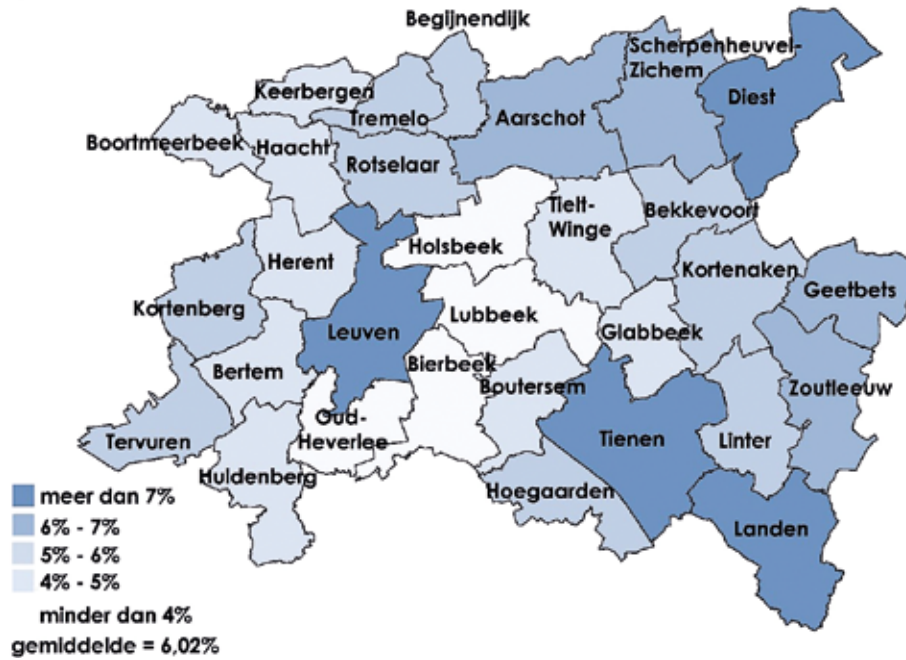 Begijnendijk
Scherpenheuvel-
Zichem
Keerbergen
Diest
Tremelo
Aarschot
Boortmeerbeek
Haacht
Rotselaar
Tielt-
Winge
Bekkevoort
Holsbeek
Herent
Kortenaken
Geetbets
Kortenberg
Lubbeek
Leuven
Glabbeek
Bierbeek
Bertem
Boutersem
Zoutleeuw
Oud-
Heverlee
Tervuren
Tienen
Linter
Huldenberg
Hoegaarden
Landen
meer dan 7%
6% - 7%
5% - 6%
4% - 5%
minder dan 4%
gemiddelde = 6,02%